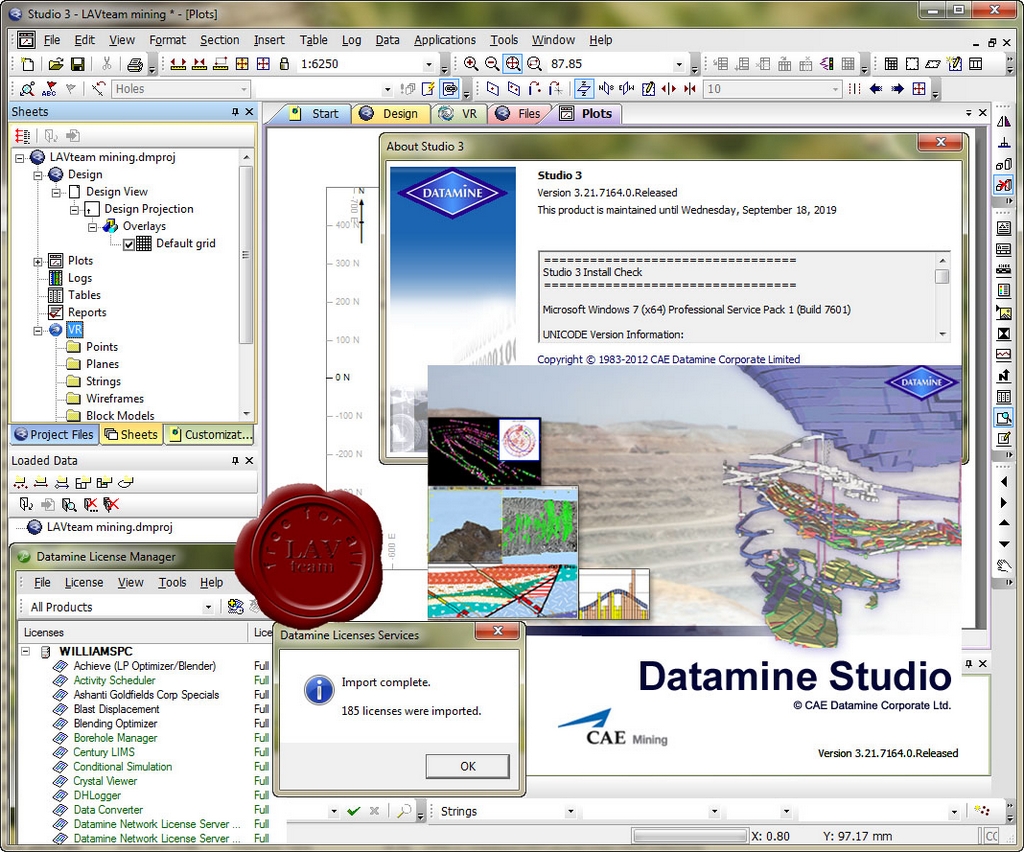 Studio 3 - LAVteam mining * - [Plots]
File Edit View Format Section Insert Table Log Data Applications Tools Window Help
1:6250 87.85
Holes 10
Sheets
Start Design VR Files Plots
LAVteam mining.dmproj
Design
Design View
Design Projection
Overlays
Default grid
Plots
Logs
Tables
Reports
VR
Points
Planes
Strings
Wireframes
Block Models
Project Files Sheets Customizat...
Loaded Data
LAVteam mining.dmproj
N
400 N
300 N
200 N
100 N
0 N
-100 N
-200 N
-600 E
About Studio 3
DATAMINE
Studio 3
Version 3.21.7164.0.Released
This product is maintained until Wednesday, September 18, 2019
================================
Studio 3 Install Check
================================
Microsoft Windows 7 (x64) Professional Service Pack 1 (Build 7601)
UNICODE Version Information:
Copyright © 1983-2012 CAE Datamine Corporate Limited
DATAMINE
LAV
team
Datamine License Manager
File License View Tools Help
All Products
Licenses Lice
WILLIAMSPC
Achieve (LP Optimizer/Blender) Full
Activity Scheduler Full
Ashanti Goldfields Corp Specials Full
Blast Displacement Full
Blending Optimizer Full
Borehole Manager Full
Century LIMS Full
Conditional Simulation Full
Crystal Viewer Full
DHLogger Full
Data Converter Full
Datamine Network License Server ... Full
Datamine Network License Server ... Full
Datamine Licenses Services
Import complete.
185 licenses were imported.
OK
Datamine Studio
© CAE Datamine Corporate Ltd.
CAE Mining
Version 3.21.7164.0.Released
Strings
X: 0.80 Y: 97.17 mm